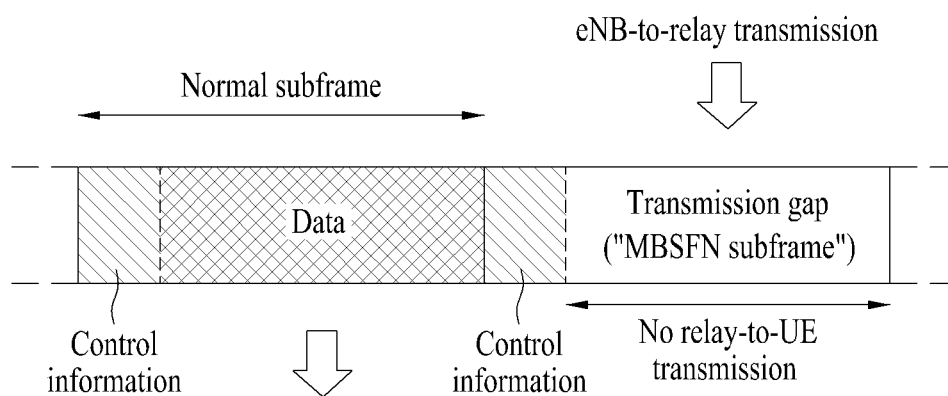 eNB-to-relay transmission
Normal subframe
Data
Transmission gap
("MBSFN subframe")
Control
information
Control
information
No relay-to-UE
transmission